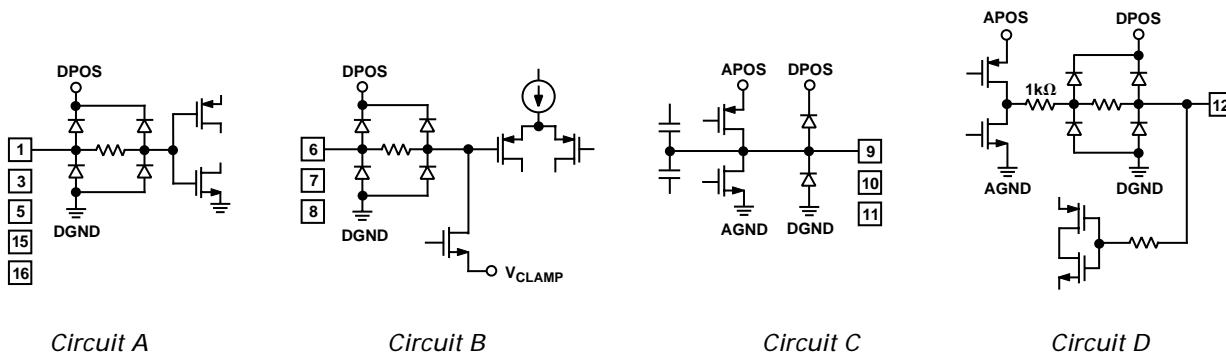 DPOS
1
3
5
15
16
DGND
Circuit A
DPOS
6
7
8
DGND
VCLAMP
Circuit B
APOS DPOS
9
10
11
AGND DGND
Circuit C
APOS DPOS
1kΩ
12
AGND DGND
Circuit D